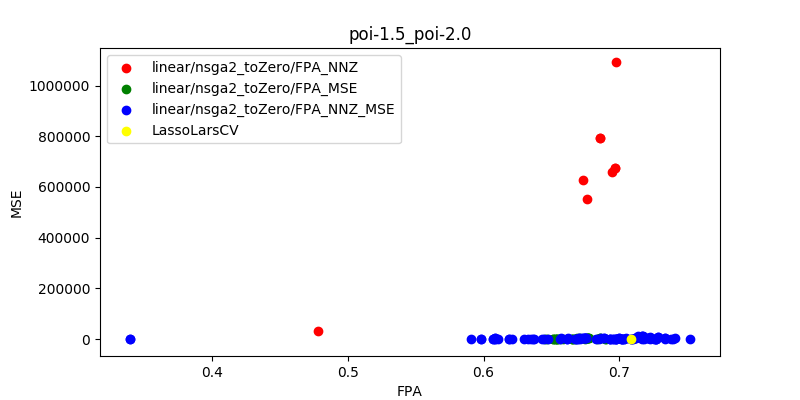 poi-1.5_poi-2.0
linear/nsga2_toZero/FPA_NNZ
linear/nsga2_toZero/FPA_MSE
linear/nsga2_toZero/FPA_NNZ_MSE
LassoLarsCV
MSE
1000000
800000
600000
400000
200000
0
0.4
0.5
0.6
0.7
FPA